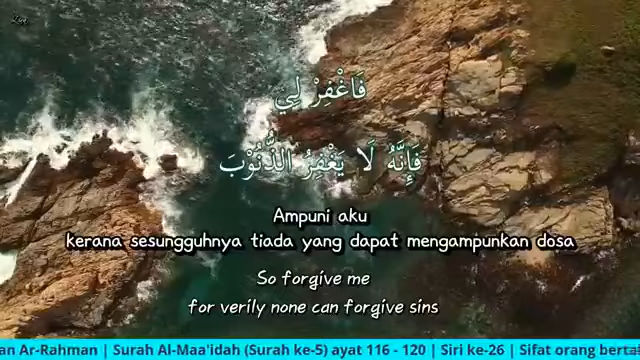 Live
فَاغْفِرْ لِي
فَإِنَّهُ لَا يَغْفِرُ الذُّنُوْبَ
Ampuni aku
kerana sesungguhnya tiada yang dapat mengampunkan dosa
So forgive me
for verily none can forgive sins
an Ar-Rahman | Surah Al-Maa'idah (Surah ke-5) ayat 116 - 120 | Siri ke-26 | Sifat orang berta